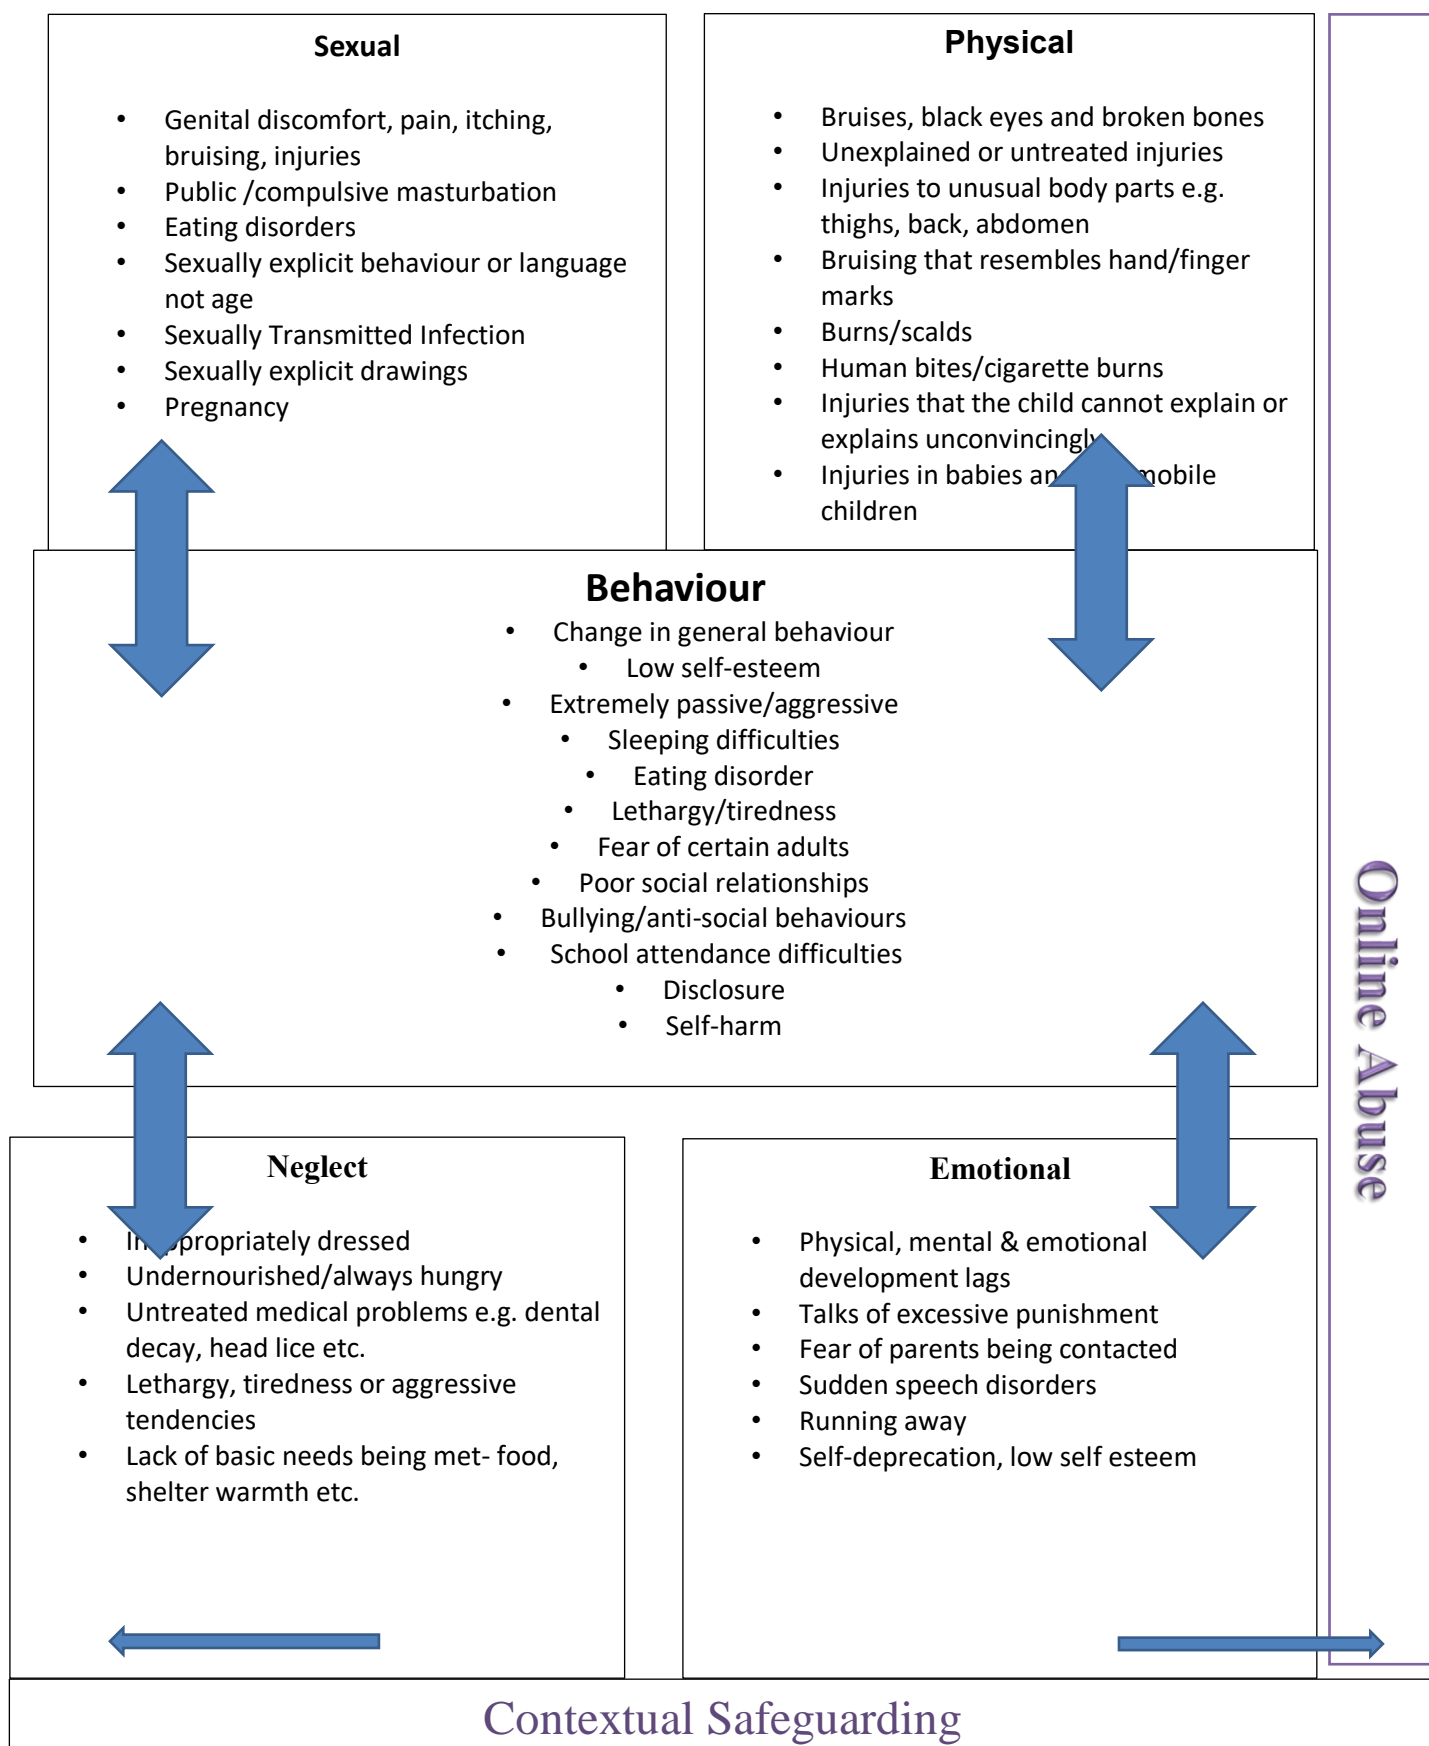 Sexual
• Genital discomfort, pain, itching,
bruising, injuries
• Public /compulsive masturbation
• Eating disorders
• Sexually explicit behaviour or language
not age
• Sexually Transmitted Infection
• Sexually explicit drawings
• Pregnancy
Physical
• Bruises, black eyes and broken bones
• Unexplained or untreated injuries
• Injuries to unusual body parts e.g.
thighs, back, abdomen
• Bruising that resembles hand/finger
marks
• Burns/scalds
• Human bites/cigarette burns
• Injuries that the child cannot explain or
explains unconvincingly
• Injuries in babies mobile
children
Behaviour
• Change in general behaviour
• Low self-esteem
• Extremely passive/aggressive
• Sleeping difficulties
• Eating disorder
• Lethargy/tiredness
• Fear of certain adults
• Poor social relationships
• Bullying/anti-social behaviours
• School attendance difficulties
• Disclosure
• Self-harm
Neglect
• Inappropriately dressed
• Undernourished/always hungry
• Untreated medical problems e.g. dental
decay, head lice etc.
• Lethargy, tiredness or aggressive
tendencies
• Lack of basic needs being met- food,
shelter warmth etc.
Emotional
• Physical, mental & emotional
development lags
• Talks of excessive punishment
• Fear of parents being contacted
• Sudden speech disorders
• Running away
• Self-deprecation, low self esteem
Online Abuse
Contextual Safeguarding